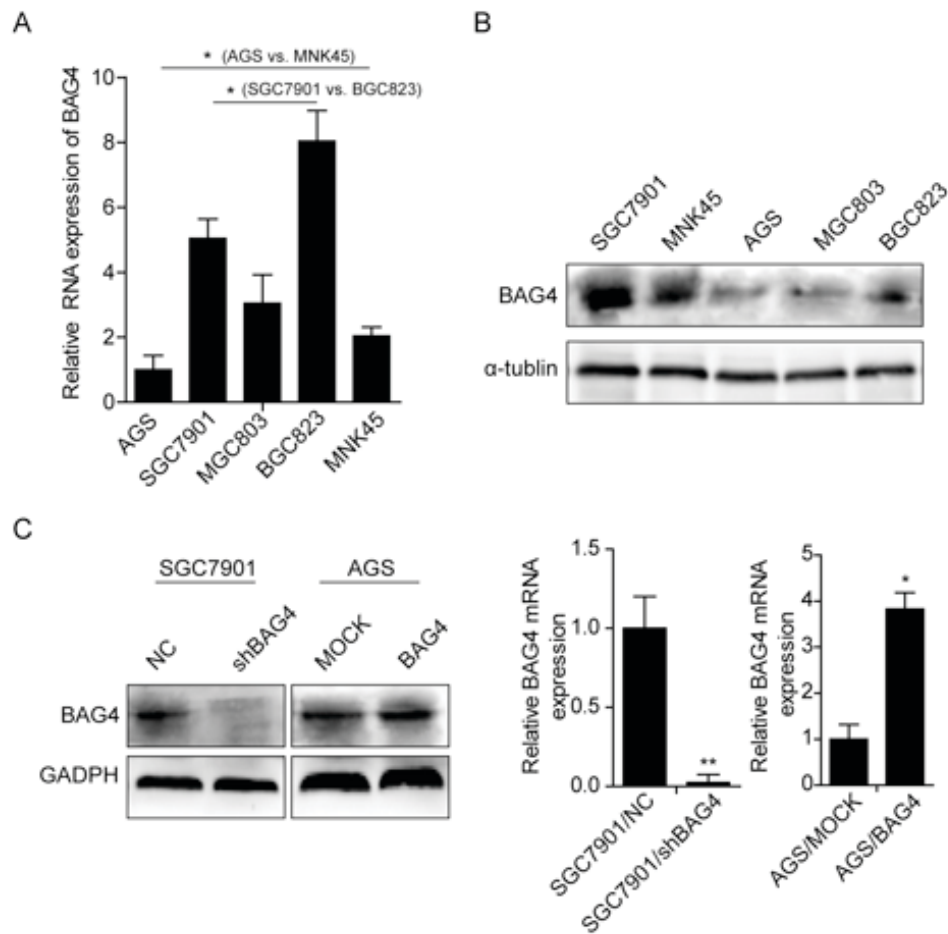 A
Relative RNA expression of BAG4
10
8
6
4
2
0
* (AGS vs. MNK45)
* (SGC7901 vs. BGC823)
AGS
SGC7901
MGC803
BGC823
MNK45
B
SGC7901
MNK45
AGS
MGC803
BGC823
BAG4
α-tublin
C
SGC7901
AGS
NC
shBAG4
MOCK
BAG4
BAG4
GADPH
Relative BAG4 mRNA
expression
1.5
1.0
0.5
0.0
**
SGC7901/NC
SGC7901/shBAG4
Relative BAG4 mRNA
expression
5
4
3
2
1
0
*
AGS/MOCK
AGS/BAG4